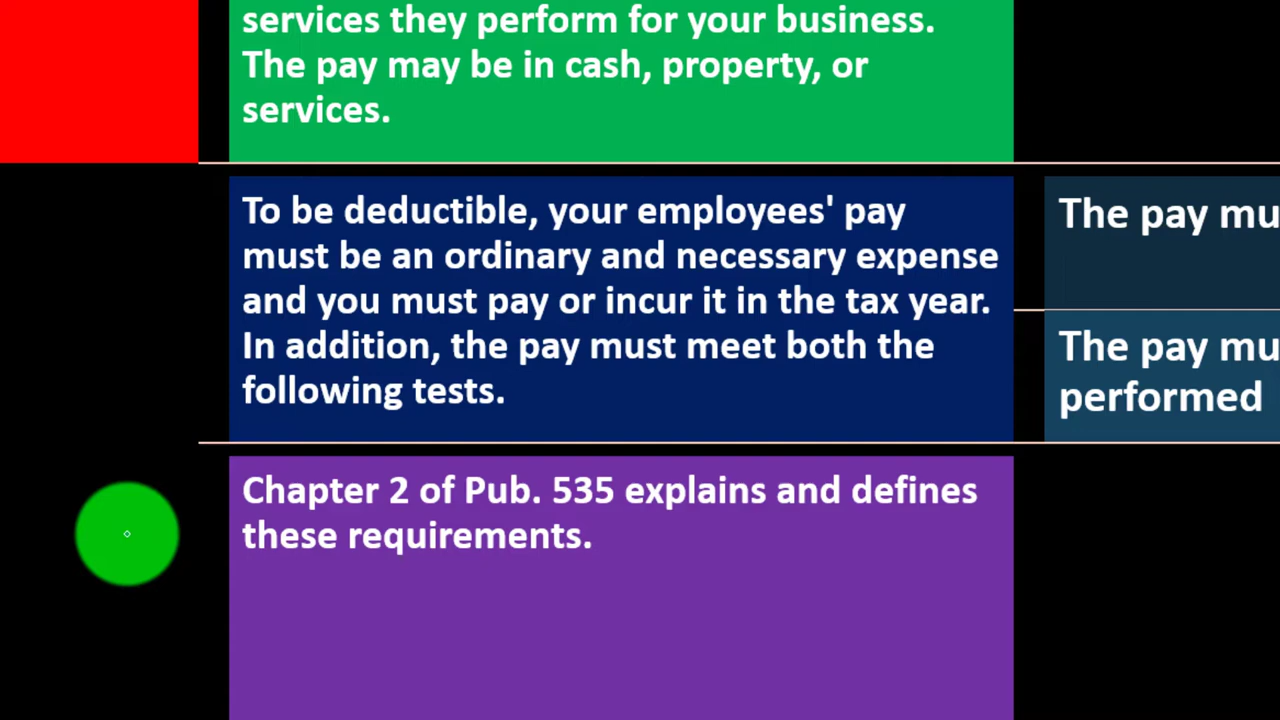 services they perform for your business.
The pay may be in cash, property, or
services.
To be deductible, your employees' pay
must be an ordinary and necessary expense
and you must pay or incur it in the tax year.
In addition, the pay must meet both the
following tests.
The pay mu
The pay mu
performed
Chapter 2 of Pub. 535 explains and defines
these requirements.